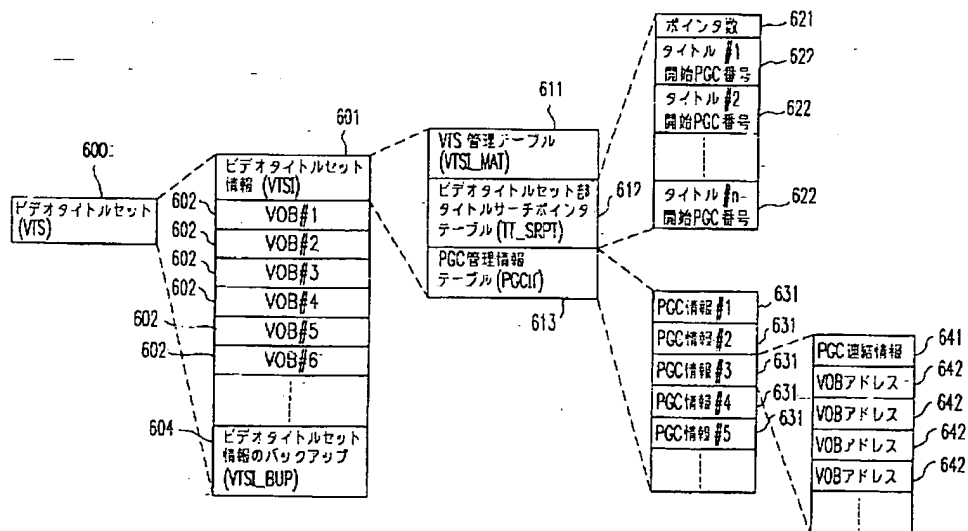 600
ビデオタイトルセット
(VTS)
601
ビデオタイトルセット
情報 (VTSI)
602
VOB#1
602
VOB#2
602
VOB#3
602
VOB#4
602
VOB#5
602
VOB#6
604
ビデオタイトルセット
情報のバックアップ
(VTSI_BUP)
611
VTS 管理テーブル
(VTSI_MAT)
612
ビデオタイトルセット部
タイトルサーチポインタ
テーブル (TT_SRPT)
PGC管理情報
テーブル (PGCIT)
613
ポインタ数
621
タイトル #1
開始PGC番号
622
タイトル #2
開始PGC番号
622
タイトル #n
開始PGC番号
622
PGC情報 #1
631
PGC情報 #2
631
PGC情報 #3
631
PGC情報 #4
631
PGC情報 #5
631
PGC連結情報
641
VOBアドレス
642
VOBアドレス
642
VOBアドレス
642
VOBアドレス
642